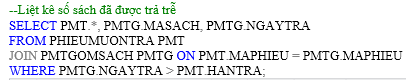 --Liệt kê số sách đã được trả trễ
SELECT PMT.*, PMTG.MASACH, PMTG.NGAYTRA
FROM PHIEUMUONTRA PMT
JOIN PMTGOMSACH PMTG ON PMT.MAPHIEU = PMTG.MAPHIEU
WHERE PMTG.NGAYTRA > PMT.HANTRA;